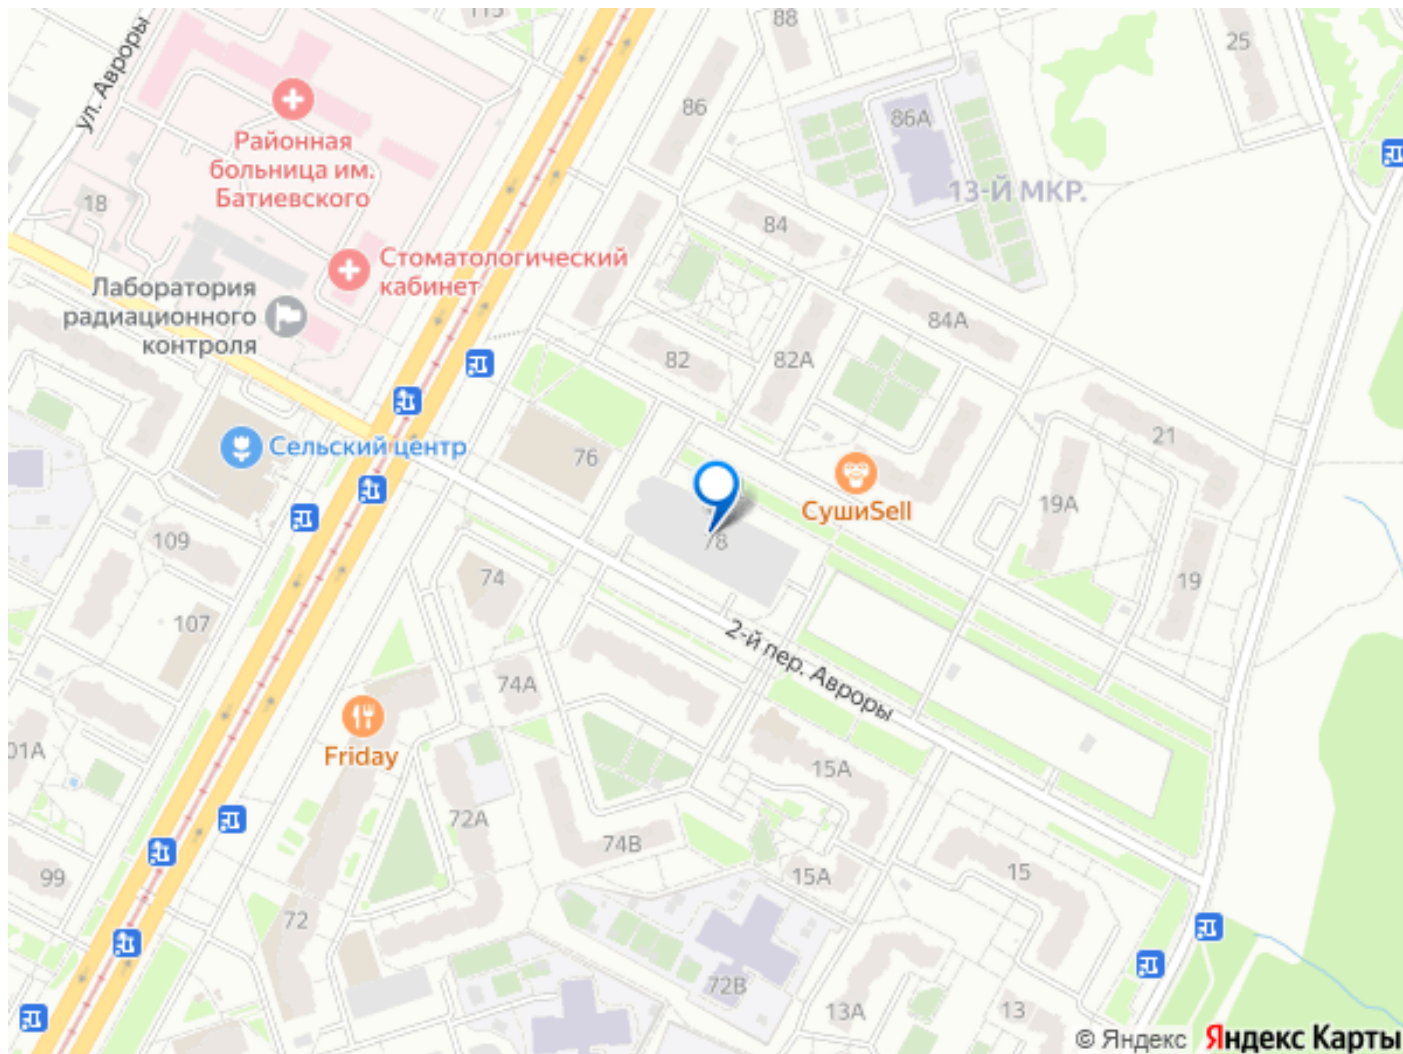 115
88
25
ул. Авроры
86
86А
Районная
больница им.
Батиевского
13-Й МКР.
18
84
Стоматологический
кабинет
Лаборатория
радиационного
контроля
84А
82
82А
21
Сельский центр
76
19А
СушиSell
109
78
74
19
107
2-й пер. Авроры
74А
01А
Friday
15А
72А
74В
99
15А
15
72
72В
13А
13
© Яндекс Яндекс Карты